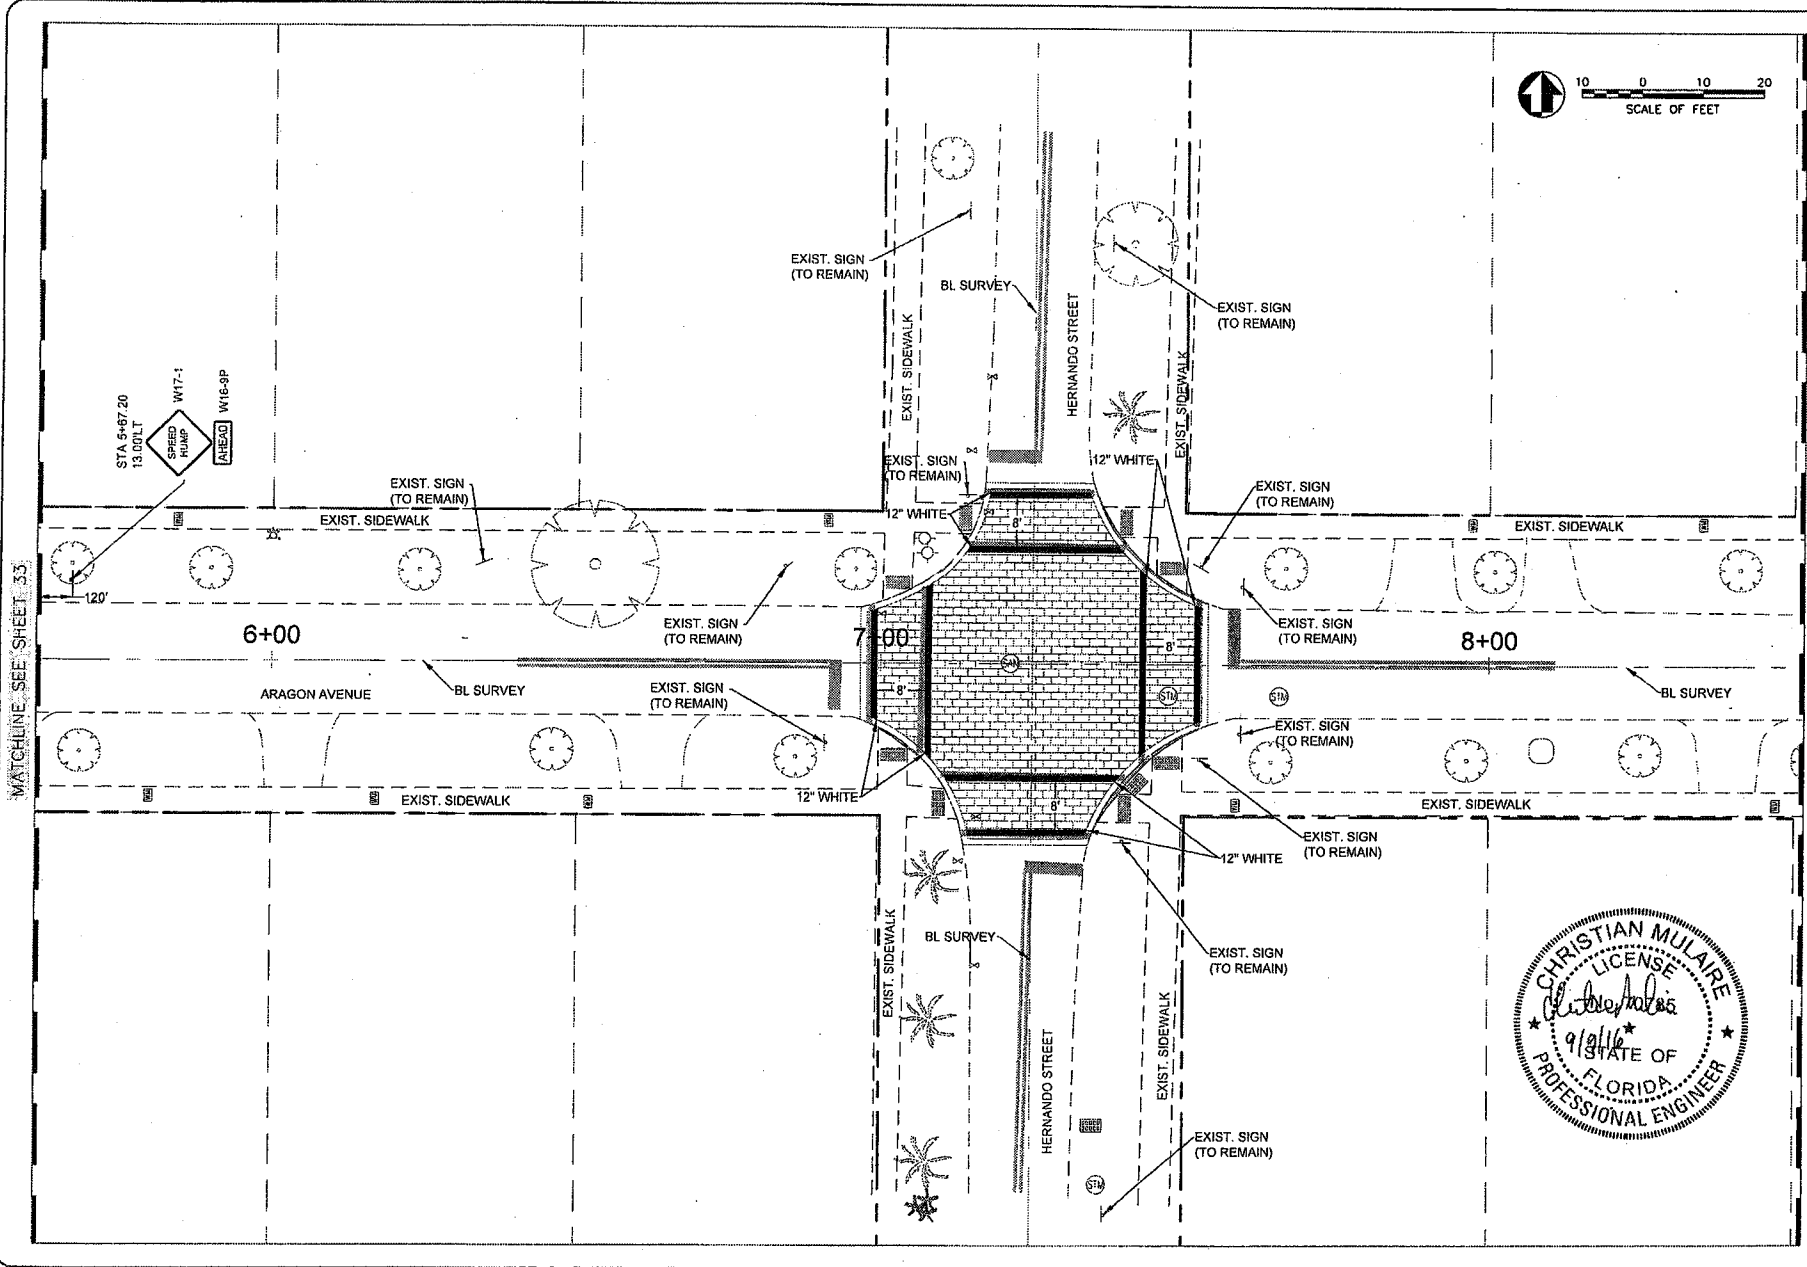 10 0 10 20
SCALE OF FEET
EXIST. SIGN
(TO REMAIN)
BL SURVEY
EXIST. SIGN
(TO REMAIN)
EXIST. SIDEWALK
HERNANDO STREET
EXIST. SIDEWALK
STA 5+67.20
13.00'LT
SPEED
HUMP
W17-1
AHEAD
W16-9P
EXIST. SIGN
(TO REMAIN)
EXIST. SIGN
(TO REMAIN)
12" WHITE
EXIST. SIGN
(TO REMAIN)
EXIST. SIDEWALK
12" WHITE
8'
EXIST. SIDEWALK
MATCHLINE, SEE SHEET 33
120'
6+00
EXIST. SIGN
(TO REMAIN)
7+00
8'
EXIST. SIGN
(TO REMAIN)
8+00
SAN
ARAGON AVENUE
BL SURVEY
EXIST. SIGN
(TO REMAIN)
8'
STM
STM
BL SURVEY
EXIST. SIGN
(TO REMAIN)
EXIST. SIDEWALK
12" WHITE
8'
EXIST. SIDEWALK
EXIST. SIGN
(TO REMAIN)
12" WHITE
EXIST. SIDEWALK
BL SURVEY
EXIST. SIGN
(TO REMAIN)
HERNANDO STREET
EXIST. SIDEWALK
EXIST. SIGN
(TO REMAIN)
STM
CHRISTIAN MULAIRE
LICENSE
9/9/16
STATE OF
FLORIDA
PROFESSIONAL ENGINEER